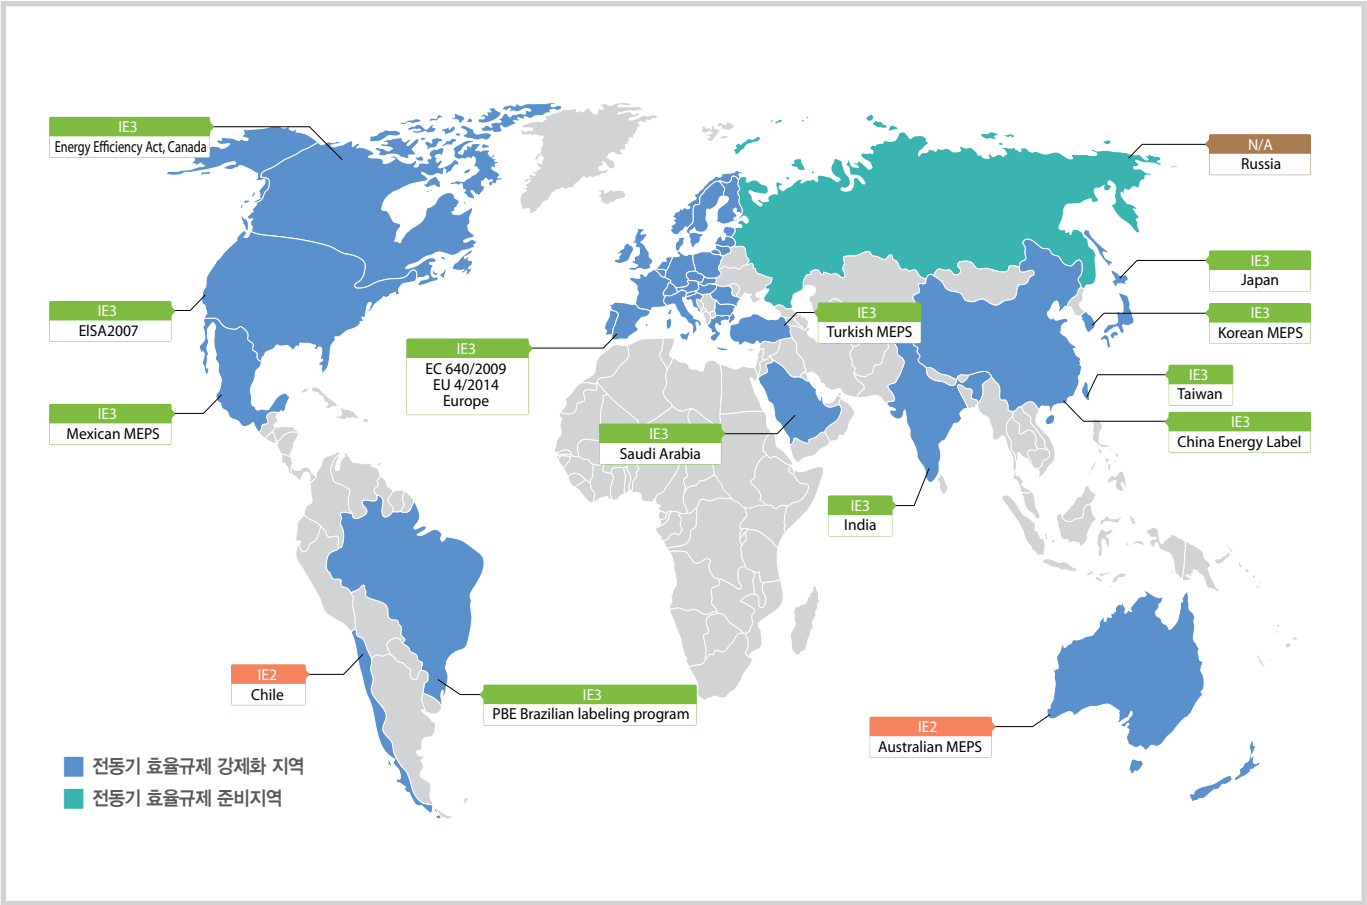 IE3
Energy Efficiency Act, Canada
N/A
Russia
IE3
Japan
IE3
EISA2007
IE3
Turkish MEPS
IE3
Korean MEPS
IE3
EC 640/2009
EU 4/2014
Europe
IE3
Taiwan
IE3
Mexican MEPS
IE3
China Energy Label
IE3
Saudi Arabia
IE3
India
IE2
Chile
IE3
PBE Brazilian labeling program
IE2
Australian MEPS
전동기 효율규제 강제화 지역
전동기 효율규제 준비지역